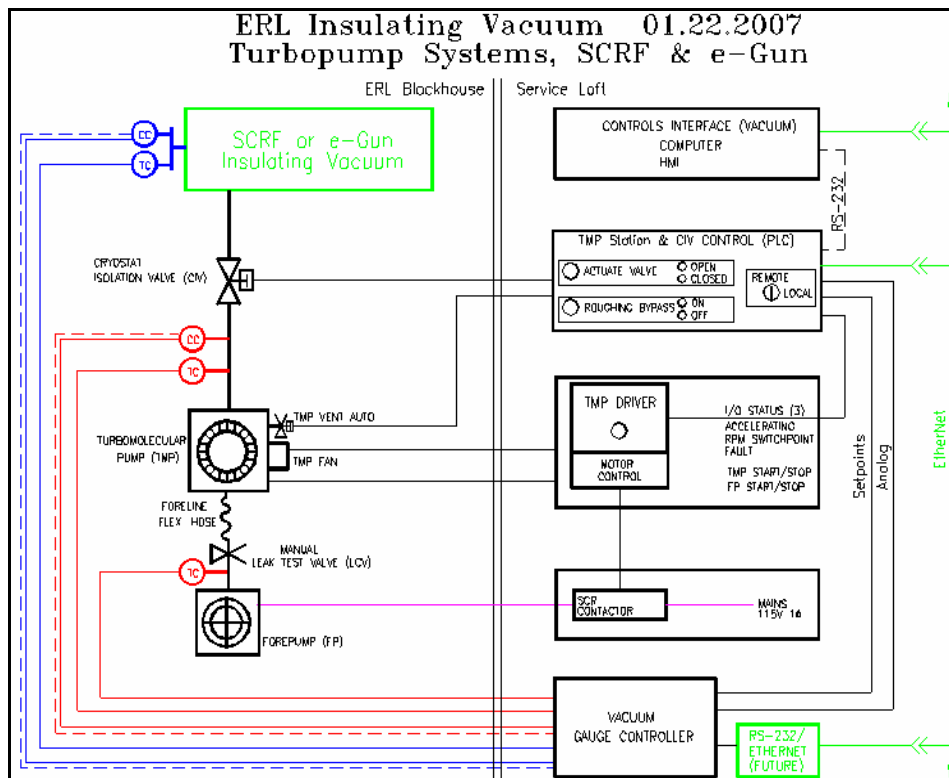 ERL Insulating Vacuum 01.22.2007
Turbopump Systems, SCRF & e-Gun
ERL Blockhouse
Service Loft
CC
TC
SCRF or e-Gun
Insulating Vacuum
CONTROLS INTERFACE (VACUUM)
COMPUTER
HMI
RS-232
CRYOSTAT
ISOLATION VALVE (CIV)
TMP Station & CIV CONTROL (PLC)
ACTUATE VALVE
OPEN
CLOSED
ROUGHING BYPASS
ON
OFF
REMOTE
LOCAL
CC
TC
TMP VENT AUTO
TURBOMOLECULAR
PUMP (TMP)
TMP FAN
TMP DRIVER
MOTOR
CONTROL
I/O STATUS (3)
ACCELERATING
RPM SWITCHPOINT
FAULT
TMP START/STOP
FP START/STOP
Setpoints
Analog
EtherNet
FORELINE
FLEX HOSE
MANUAL
LEAK TEST VALVE (LCV)
TC
FOREPUMP (FP)
SCR
CONTACTOR
MAINS
115V
VACUUM
GAUGE CONTROLLER
RS-232/
ETHERNET
(FUTURE)